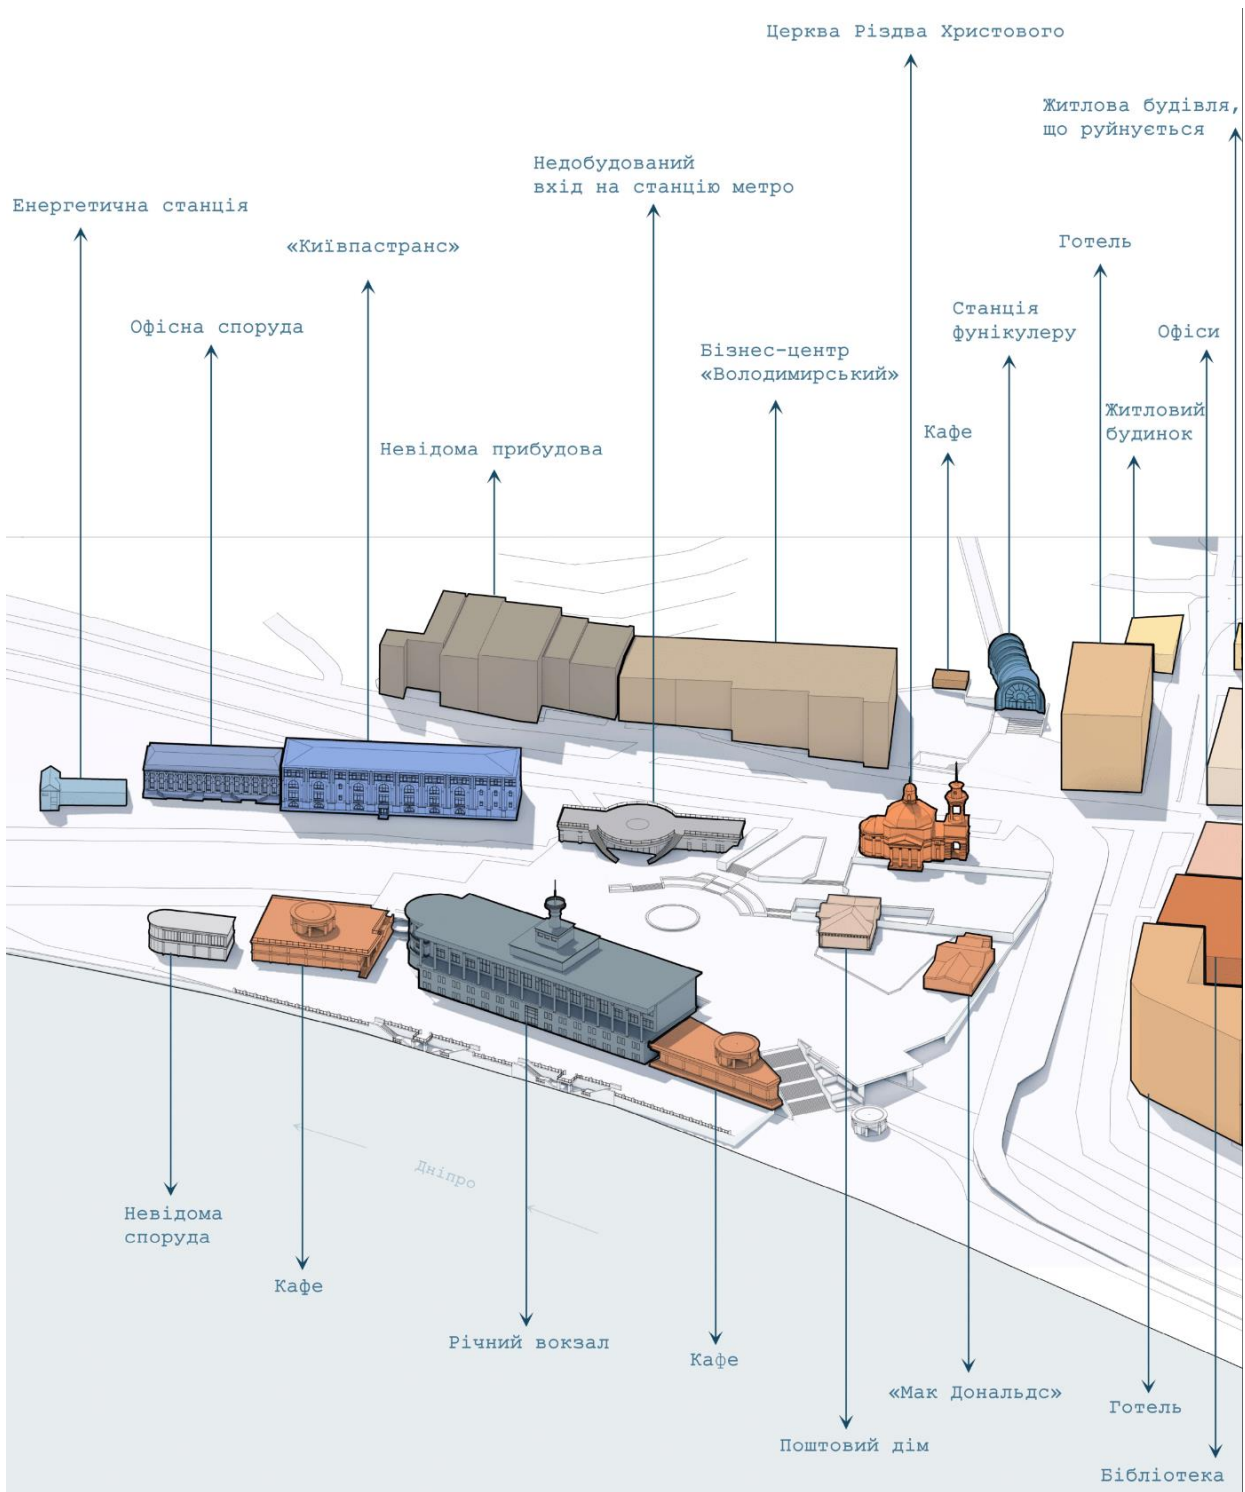 Церква Різдва Христового
Житлова будівля,
що руйнується
Недобудований
вхід на станцію метро
Енергетична станція
«Київпастранс»
Готель
Станція
фунікулеру
Офісна споруда
Офіси
Бізнес-центр
«Володимирський»
Житловий
будинок
Кафе
Невідома прибудова
Дніпро
Невідома
споруда
Кафе
Річний вокзал
Кафе
«Мак Дональдс»
Готель
Поштовий дім
Бібліотека